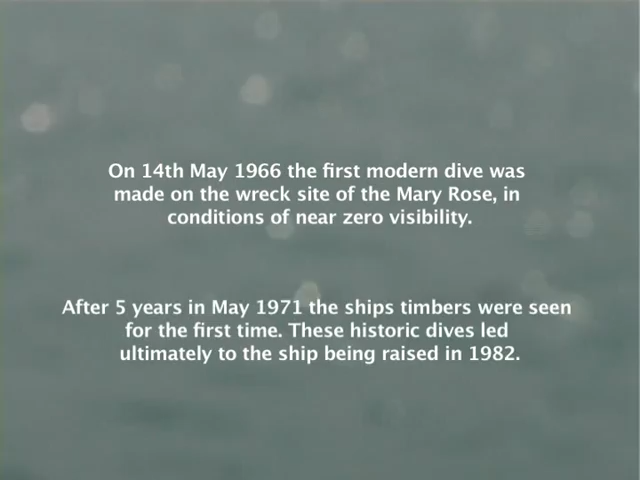 On 14th May 1966 the first modern dive was
made on the wreck site of the Mary Rose, in
conditions of near zero visibility.
After 5 years in May 1971 the ships timbers were seen
for the first time. These historic dives led
ultimately to the ship being raised in 1982.